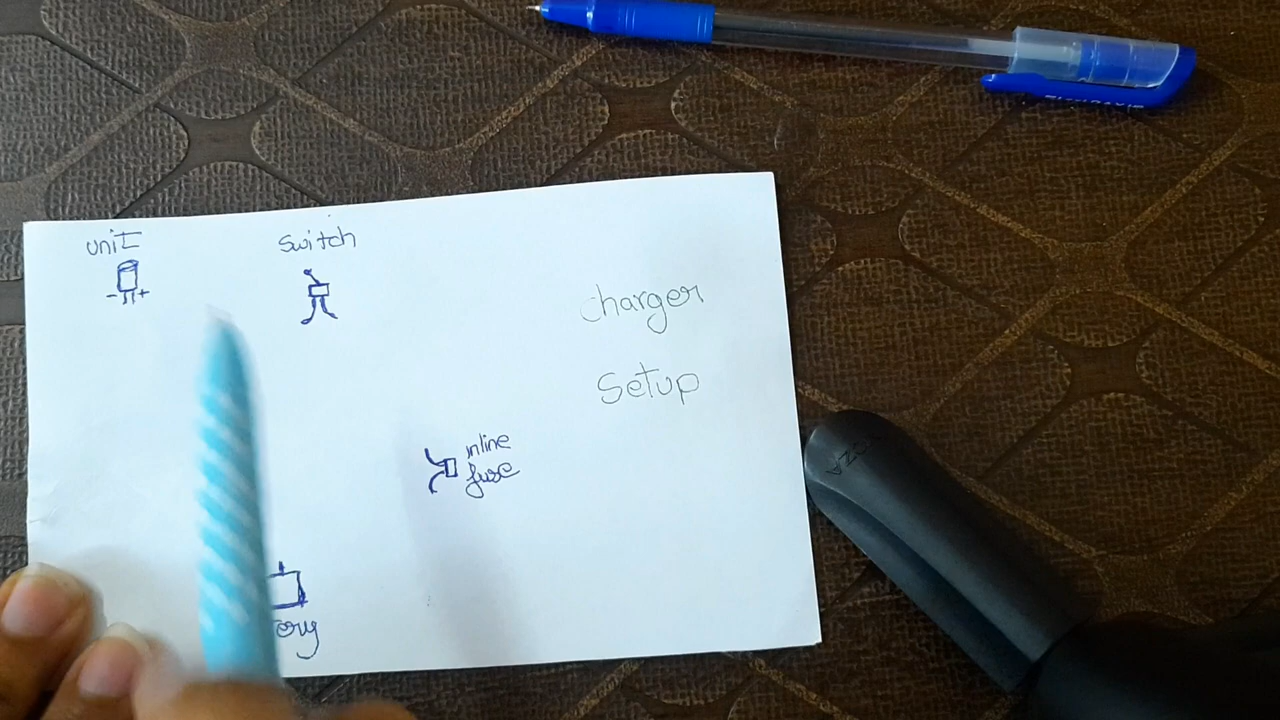 unit
switch
- +
charger
setup
inline
fuse